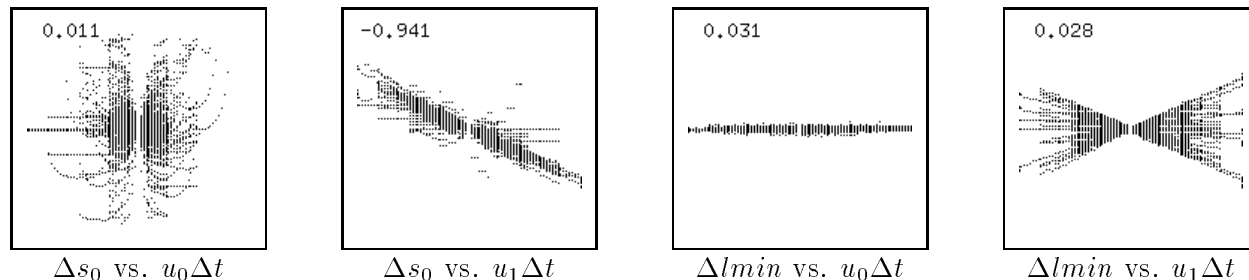 0.011
-0.941
0.031
0.028
Δs₀ vs. u₀Δt
Δs₀ vs. u₁Δt
Δlmin vs. u₀Δt
Δlmin vs. u₁Δt